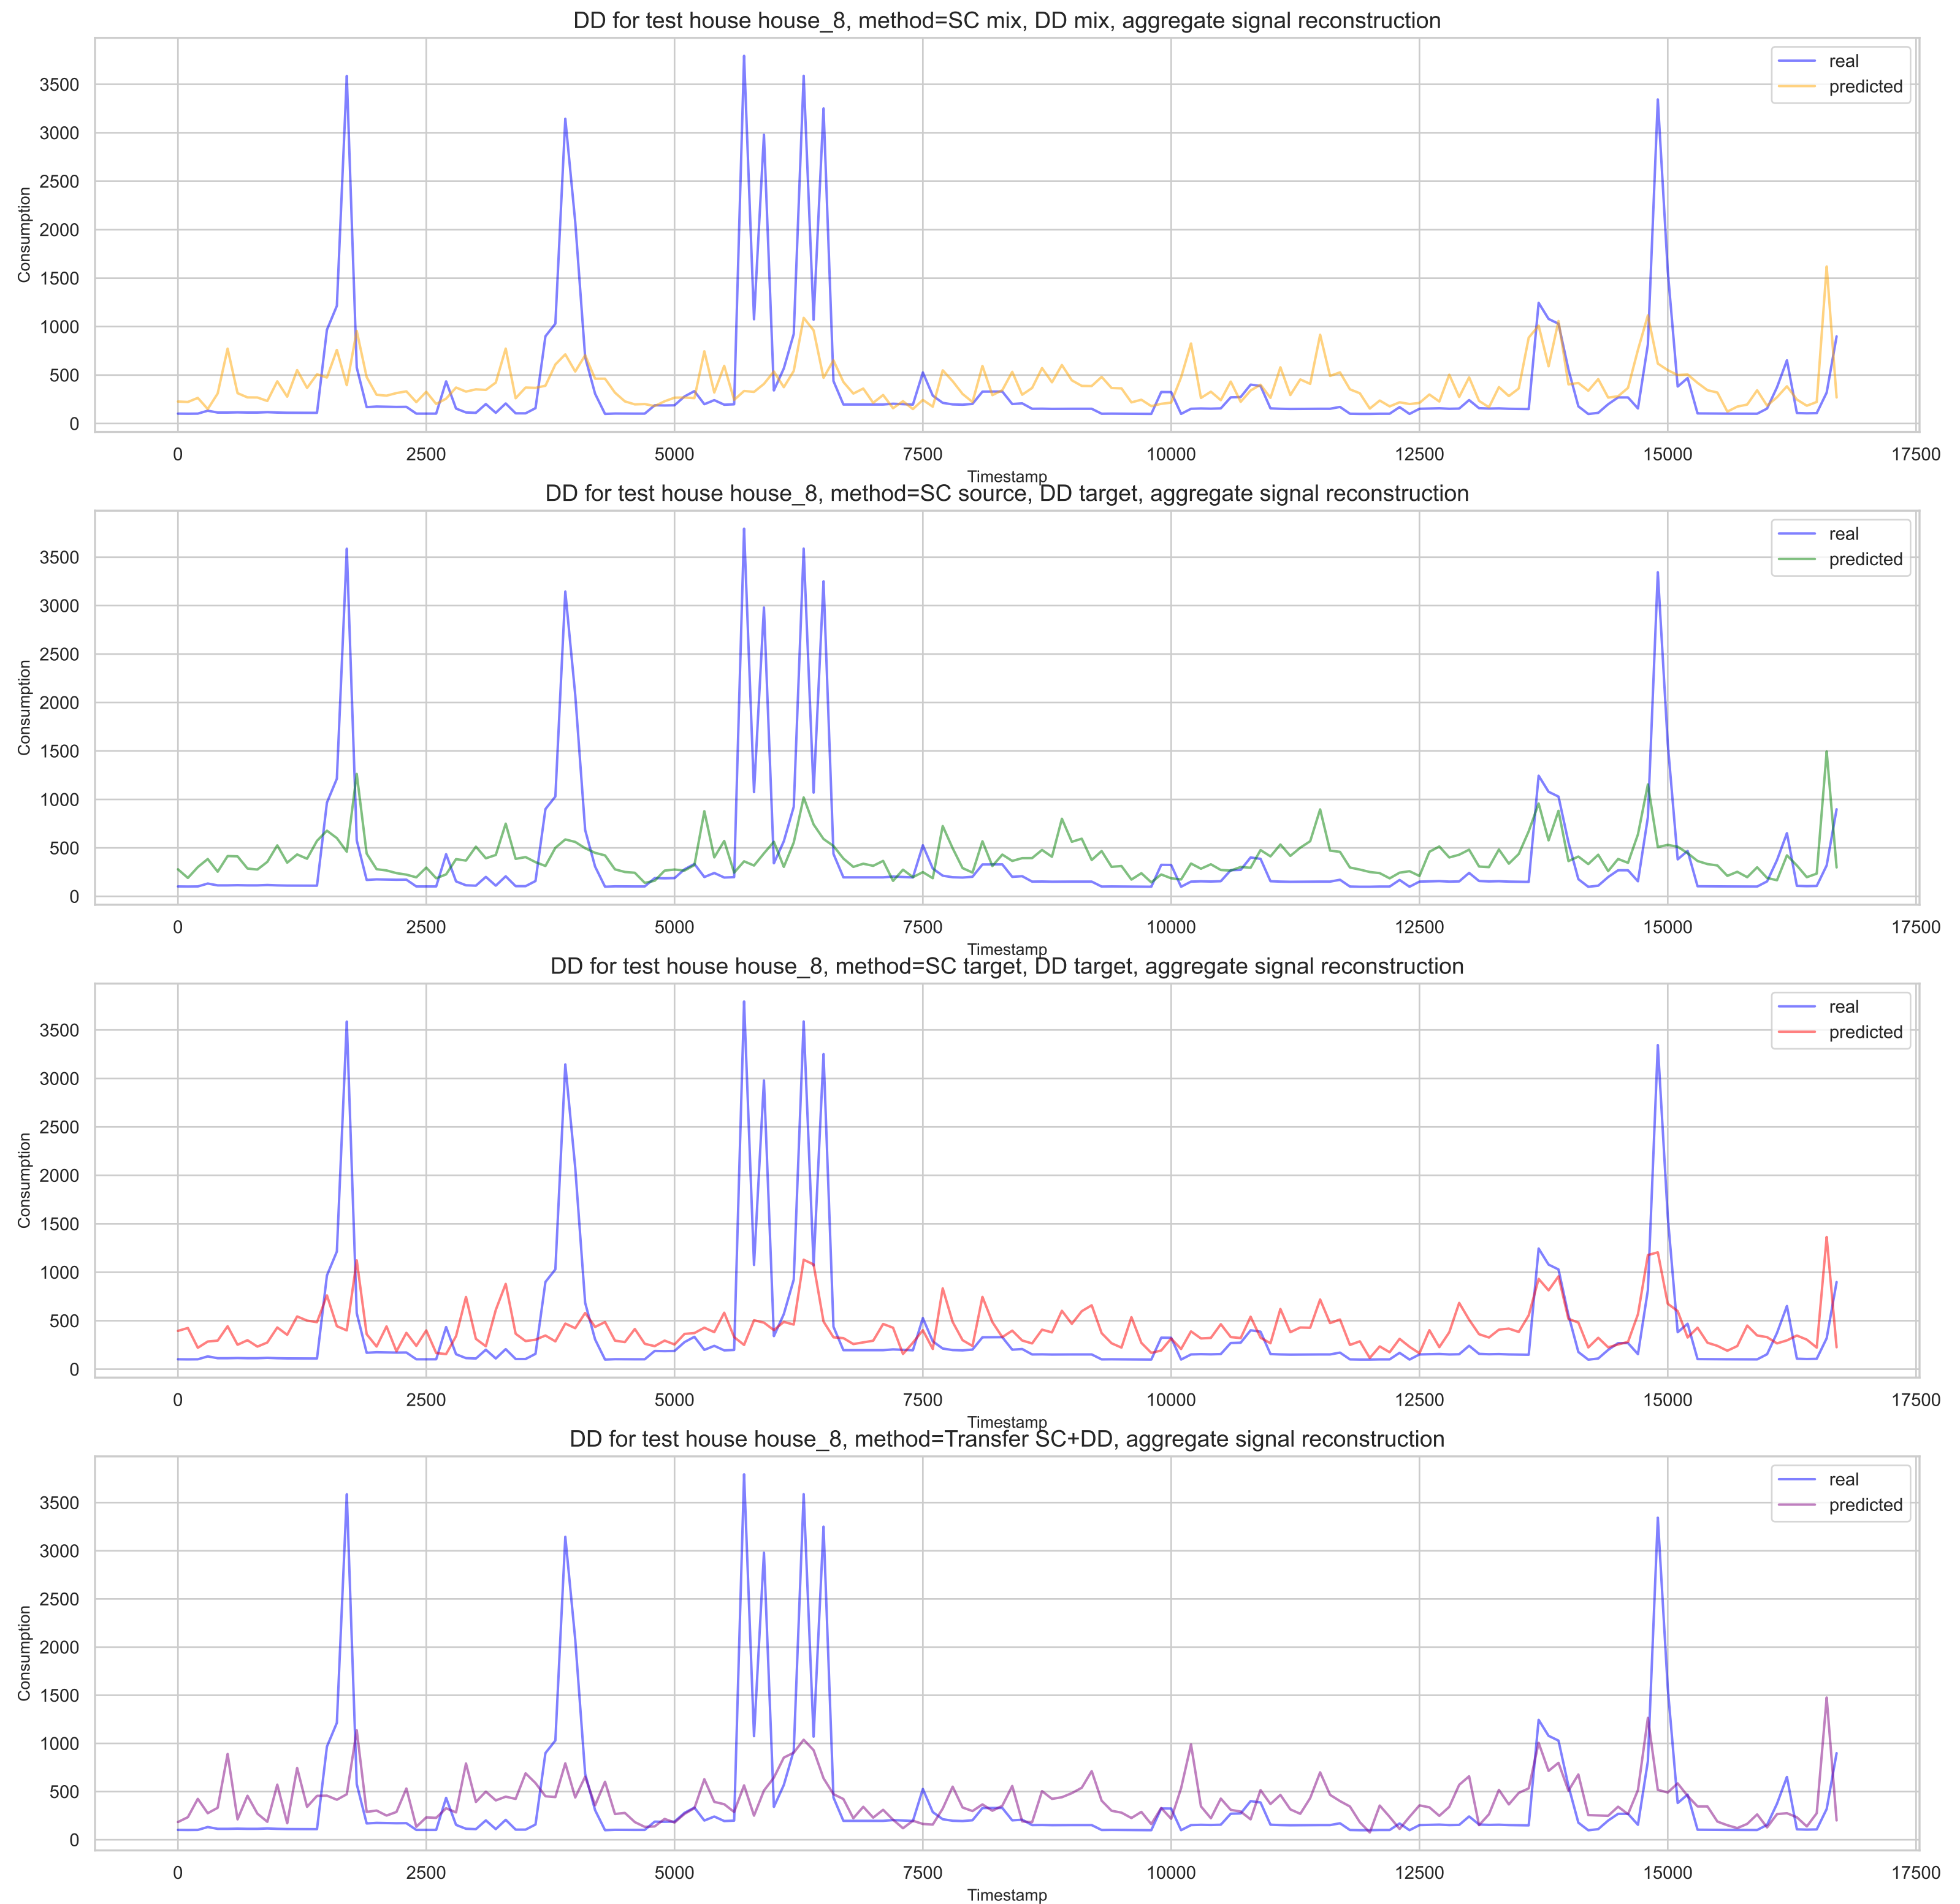 DD for test house house_8, method=SC mix, DD mix, aggregate signal reconstruction
real
predicted
Consumption
3500
3000
2500
2000
1500
1000
500
0
0 2500 5000 7500 10000 12500 15000 17500
Timestamp
DD for test house house_8, method=SC source, DD target, aggregate signal reconstruction
real
predicted
Consumption
3500
3000
2500
2000
1500
1000
500
0
0 2500 5000 7500 10000 12500 15000 17500
Timestamp
DD for test house house_8, method=SC target, DD target, aggregate signal reconstruction
real
predicted
Consumption
3500
3000
2500
2000
1500
1000
500
0
0 2500 5000 7500 10000 12500 15000 17500
Timestamp
DD for test house house_8, method=Transfer SC+DD, aggregate signal reconstruction
real
predicted
Consumption
3500
3000
2500
2000
1500
1000
500
0
0 2500 5000 7500 10000 12500 15000 17500
Timestamp